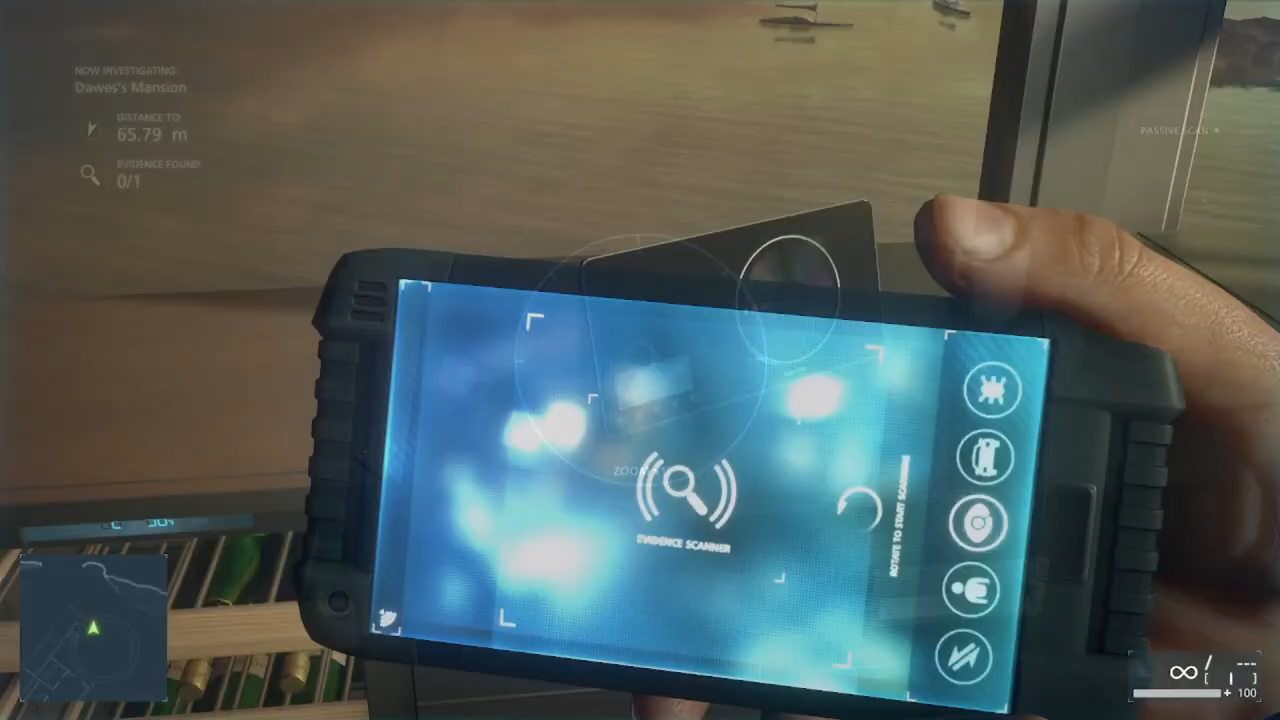 NOW INVESTIGATING:
Dawes's Mansion
DISTANCE TO
65.79 m
EVIDENCE FOUND
0/1
PASSIVE SCAN
ZOOM
EVIDENCE SCANNER
ROTATE TO START SCANNING
∞ / ---
+ 100